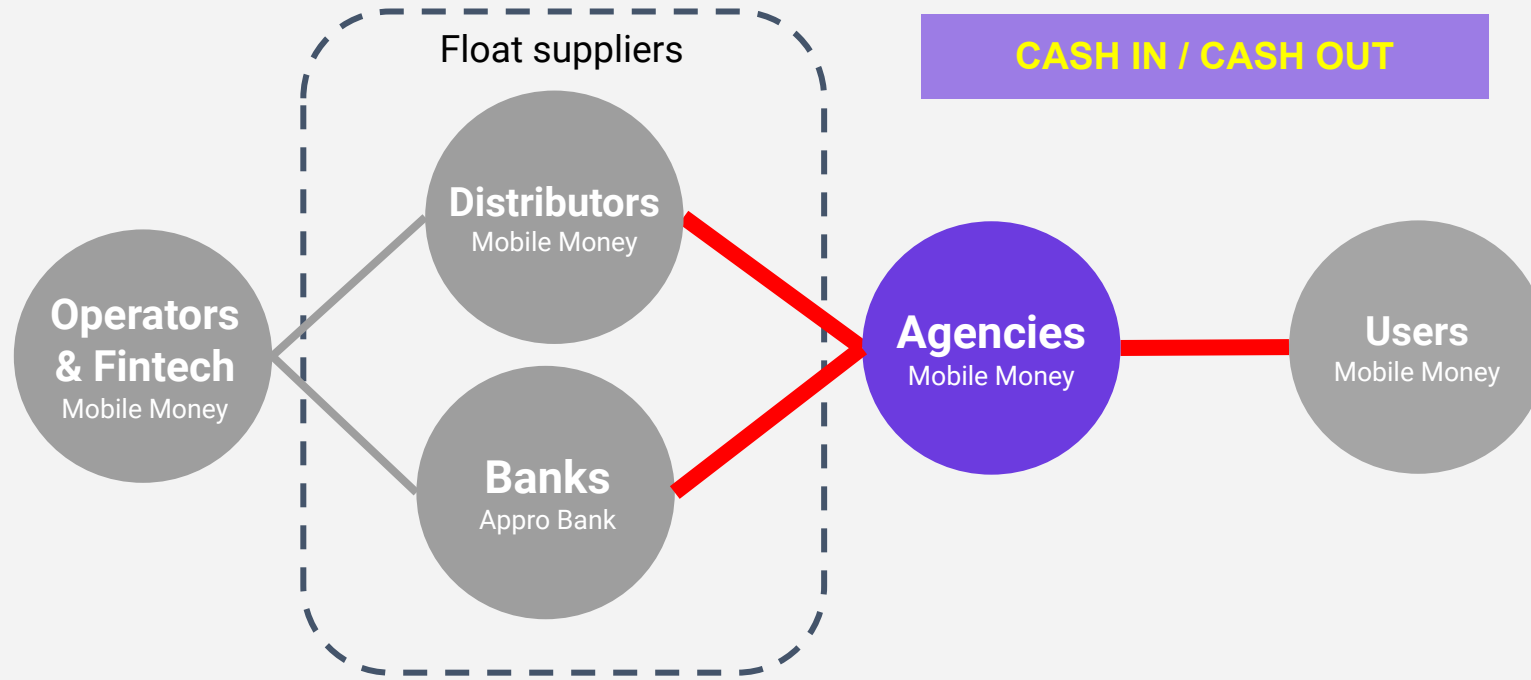 Float suppliers
CASH IN / CASH OUT
Operators
& Fintech
Mobile Money
Distributors
Mobile Money
Banks
Appro Bank
Agencies
Mobile Money
Users
Mobile Money